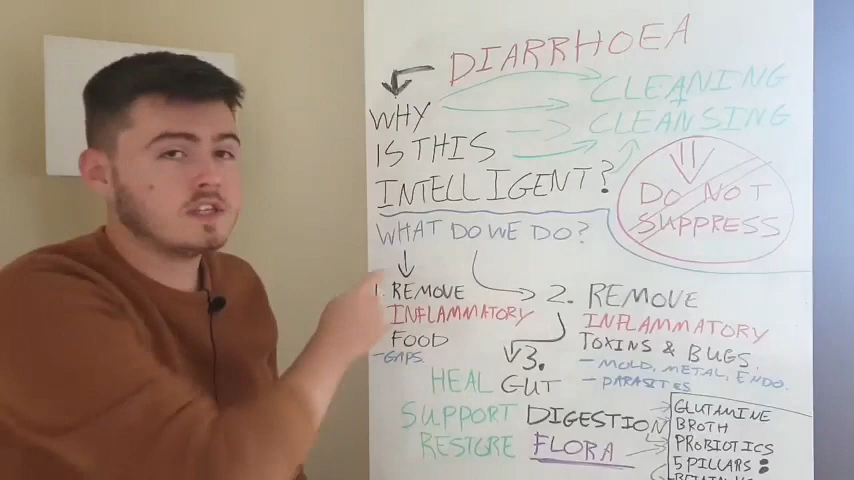 DIARRHOEA
WHY
IS THIS
INTELLIGENT?
CLEANING
CLEANSING
DO NOT
SUPPRESS
WHAT DO WE DO?
1. REMOVE
INFLAMMATORY
FOOD
- GAPS.
2. REMOVE
INFLAMMATORY
TOXINS & BUGS.
- MOLD, METAL, ENDO.
- PARASITES
3.
HEAL GUT
SUPPORT DIGESTION
RESTORE FLORA
GLUTAMINE
BROTH
PROBIOTICS
5 PILLARS :